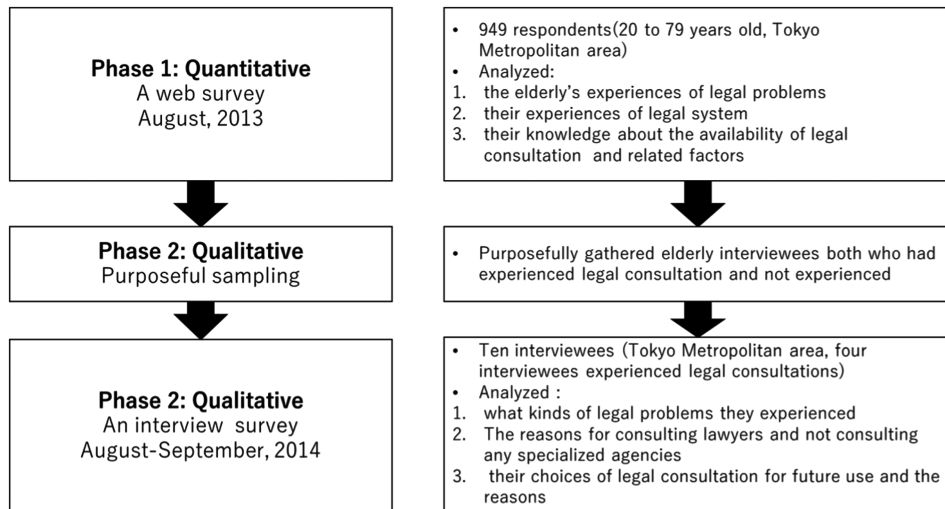 Phase 1: Quantitative
A web survey
August, 2013
• 949 respondents(20 to 79 years old, Tokyo
Metropolitan area)
• Analyzed:
1. the elderly's experiences of legal problems
2. their experiences of legal system
3. their knowledge about the availability of legal
consultation and related factors
Phase 2: Qualitative
Purposeful sampling
• Purposefully gathered elderly interviewees both who had
experienced legal consultation and not experienced
Phase 2: Qualitative
An interview survey
August-September, 2014
• Ten interviewees (Tokyo Metropolitan area, four
interviewees experienced legal consultations)
• Analyzed :
1. what kinds of legal problems they experienced
2. The reasons for consulting lawyers and not consulting
any specialized agencies
3. their choices of legal consultation for future use and the
reasons